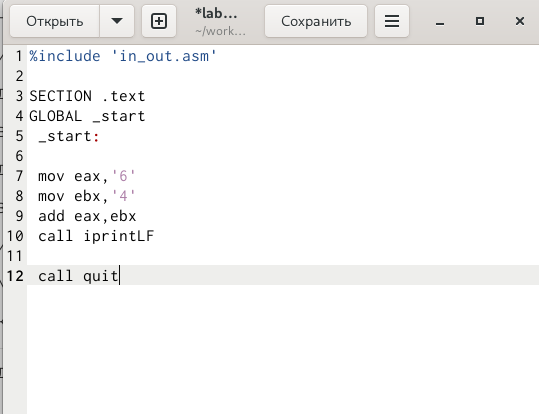 Открыть
*lab...
~/work...
Сохранить
1 %include 'in_out.asm'
2
3 SECTION .text
4 GLOBAL _start
5 _start:
6
7 mov eax,'6'
8 mov ebx,'4'
9 add eax,ebx
10 call iprintLF
11
12 call quit